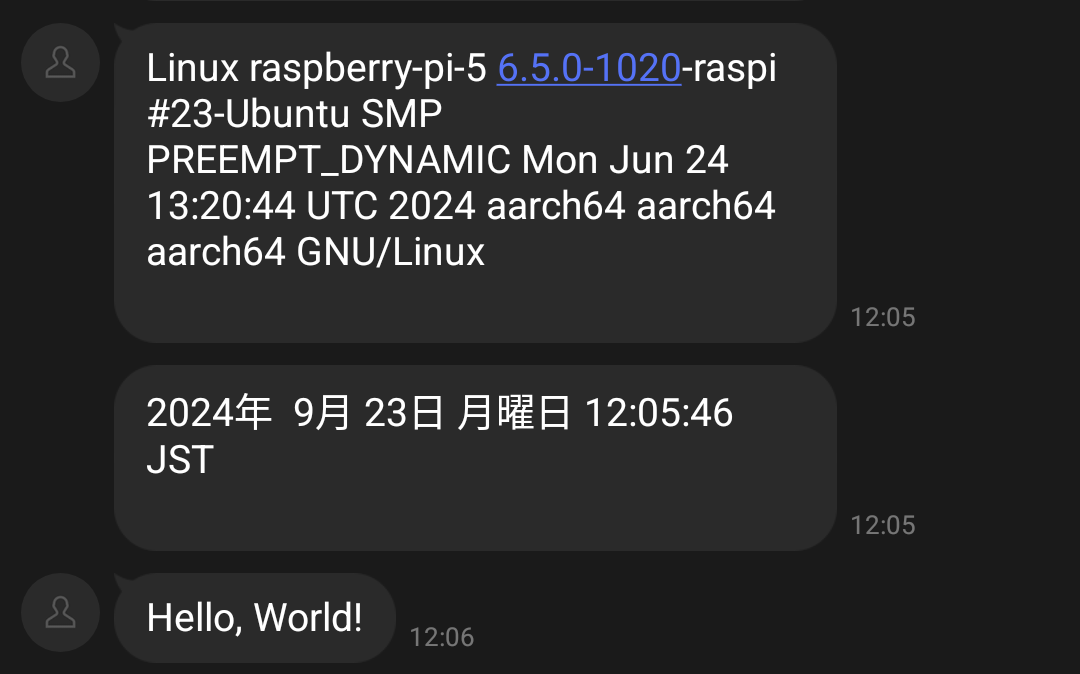 Linux raspberry-pi-5 6.5.0-1020-raspi
#23-Ubuntu SMP
PREEMPT_DYNAMIC Mon Jun 24
13:20:44 UTC 2024 aarch64 aarch64
aarch64 GNU/Linux
12:05
2024年  9月 23日 月曜日 12:05:46
JST
12:05
Hello, World!
12:06